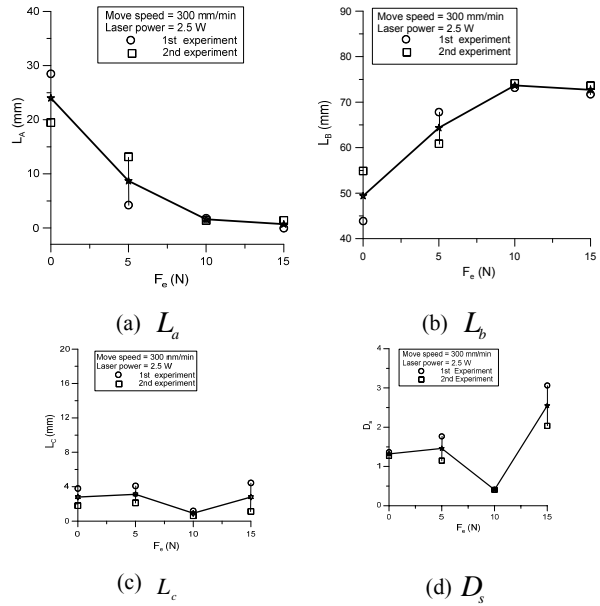 Move speed = 300 mm/min
Laser power = 2.5 W
1st experiment
2nd experiment
40
30
20
10
0
L_A (mm)
0 5 10 15
F_e (N)
(a) L_a
Move speed = 300 mm/min
Laser power = 2.5 W
1st experiment
2nd experiment
90
80
70
60
50
40
L_B (mm)
0 5 10 15
F_e (N)
(b) L_b
Move speed = 300 mm/min
Laser power = 2.5 W
1st experiment
2nd experiment
20
16
12
8
4
0
L_C (mm)
0 5 10 15
F_e (N)
(c) L_c
Move speed = 300 mm/min
Laser power = 2.5 W
1st experiment
2nd Experiment
4
3
2
1
0
D_s
0 5 10 15
F_e (N)
(d) D_s